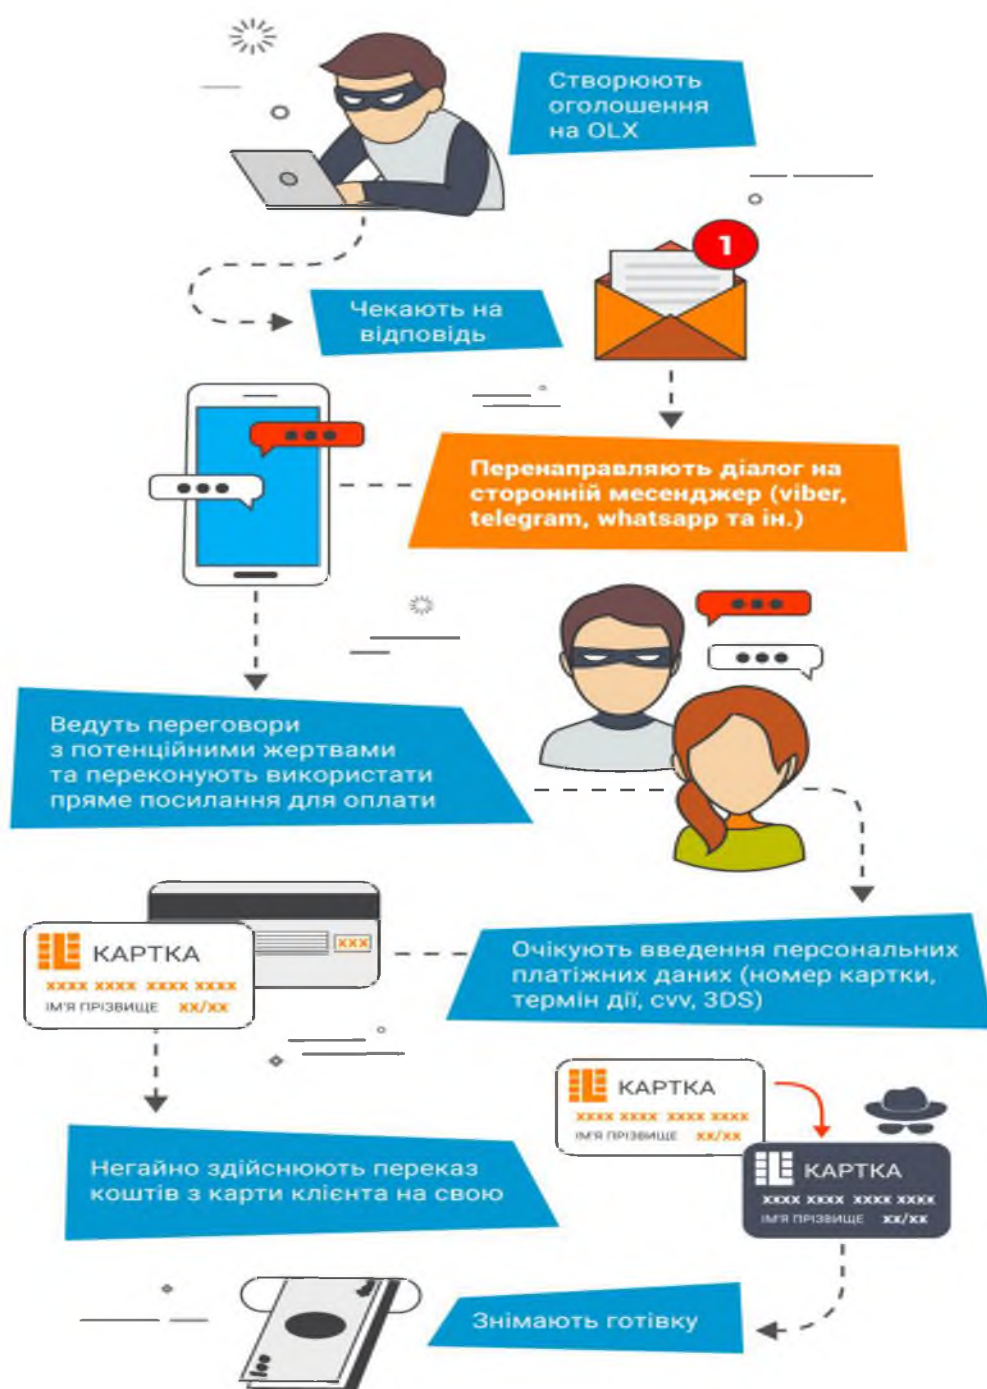 Створюють
оголошення
на OLX
1
Чекають на
відповідь
Перенаправляють діалог на
сторонній месенджер (viber,
telegram, whatsapp та ін.)
Ведуть переговори
з потенційними жертвами
та переконують використати
пряме посилання для оплати
xxx
КАРТКА
xxxx xxxx xxxx xxxx
ІМ'Я ПРІЗВИЩЕ xx/xx
Очікують введення персональних
платіжних даних (номер картки,
термін дії, cvv, 3DS)
КАРТКА
xxxx xxxx xxxx xxxx
ІМ'Я ПРІЗВИЩЕ xx/xx
Негайно здійснюють переказ
коштів з карти клієнта на свою
КАРТКА
xxxx xxxx xxxx xxxx
ІМ'Я ПРІЗВИЩЕ xx/xx
Знімають готівку
100